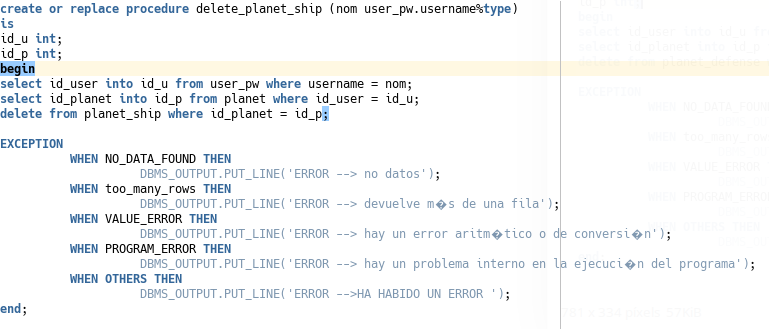 create or replace procedure delete_planet_ship (nom user_pw.username%type)
is
id_u int;
id_p int;
begin
select id_user into id_u from user_pw where username = nom;
select id_planet into id_p from planet where id_user = id_u;
delete from planet_ship where id_planet = id_p;
EXCEPTION
WHEN NO_DATA_FOUND THEN
DBMS_OUTPUT.PUT_LINE('ERROR --> no datos');
WHEN too_many_rows THEN
DBMS_OUTPUT.PUT_LINE('ERROR --> devuelve m�s de una fila');
WHEN VALUE_ERROR THEN
DBMS_OUTPUT.PUT_LINE('ERROR --> hay un error aritm�tico o de conversi�n');
WHEN PROGRAM_ERROR THEN
DBMS_OUTPUT.PUT_LINE('ERROR --> hay un problema interno en la ejecuci�n del programa');
WHEN OTHERS THEN
DBMS_OUTPUT.PUT_LINE('ERROR -->HA HABIDO UN ERROR ');
end;